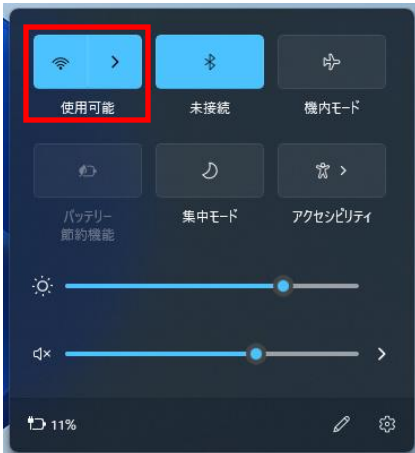 使用可能
未接続
機内モード
バッテリー
節約機能
集中モード
アクセシビリティ
11%